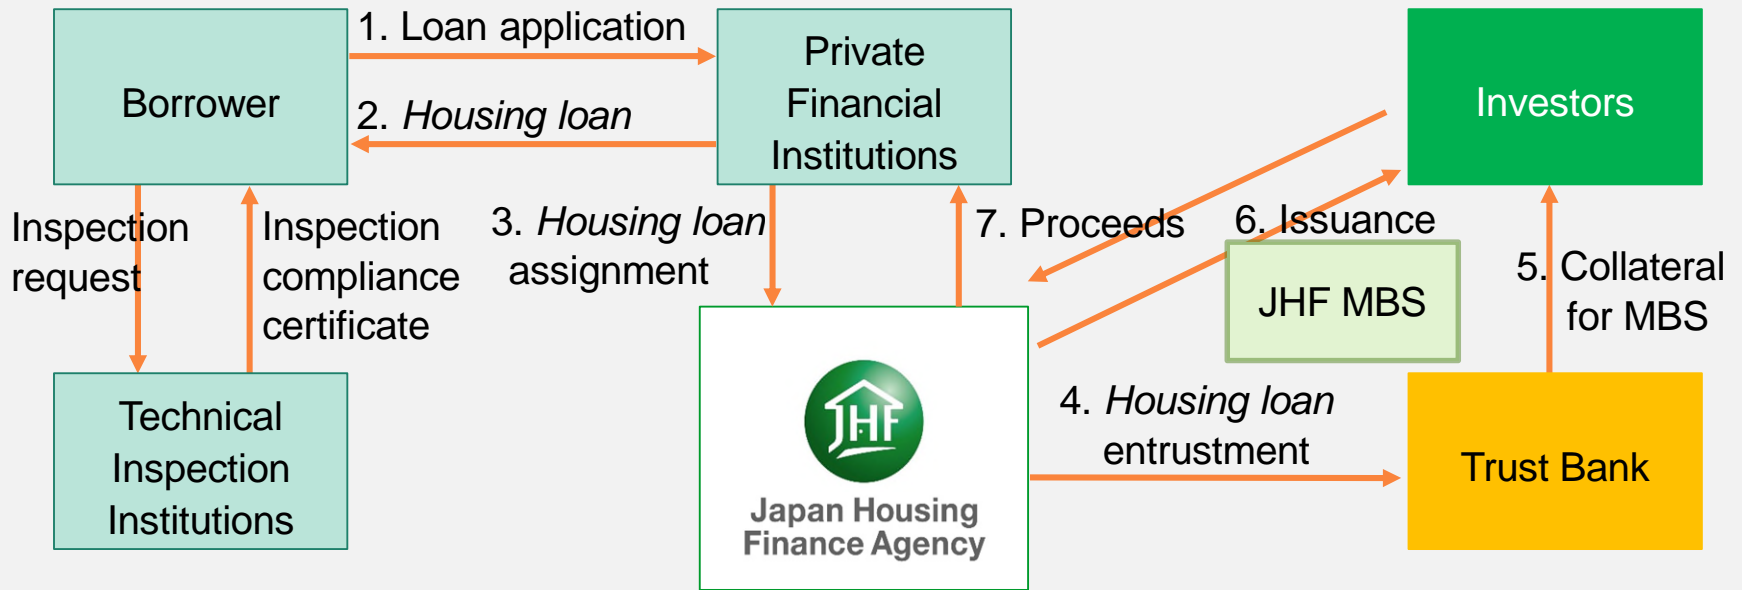 1. Loan application
Borrower
2. Housing loan
Private
Financial
Institutions
Investors
Inspection
request
Inspection
compliance
certificate
3. Housing loan
assignment
7. Proceeds
6. Issuance
JHF MBS
5. Collateral
for MBS
Technical
Inspection
Institutions
JHF
Japan Housing
Finance Agency
4. Housing loan
entrustment
Trust Bank